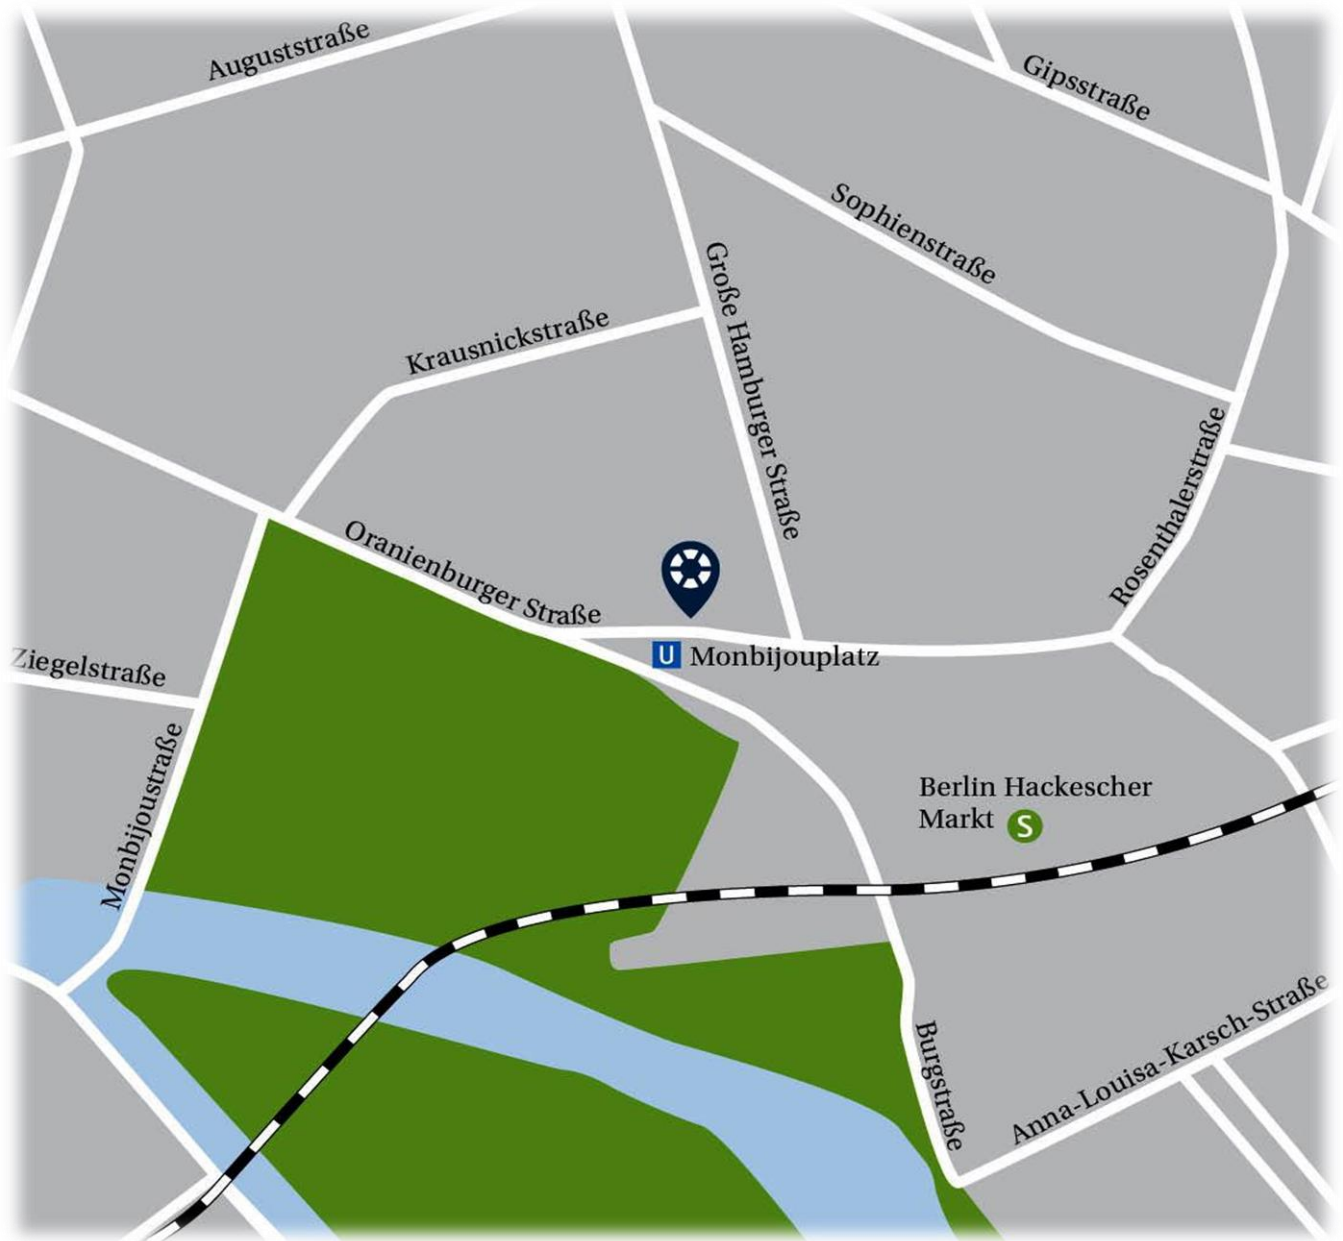 Auguststraße
Gipsstraße
Sophienstraße
Große Hamburger Straße
Krausnickstraße
Rosenthalerstraße
Oranienburger Straße
U Monbijouplatz
Ziegelstraße
Monbijoustraße
Berlin Hackescher
Markt S
Burgstraße
Anna-Louisa-Karsch-Straße